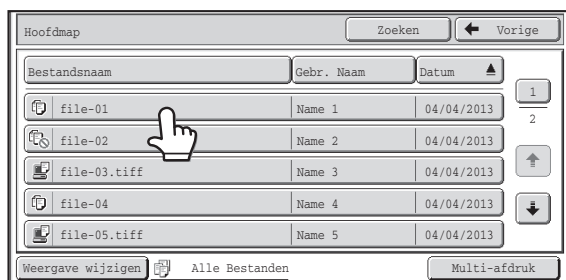 Hoofdmap Zoeken Vorige
Bestandsnaam Gebr. Naam Datum
file-01 Name 1 04/04/2013 1
file-02 Name 2 04/04/2013 2
file-03.tiff Name 3 04/04/2013
file-04 Name 4 04/04/2013
file-05.tiff Name 5 04/04/2013
Weergave wijzigen Alle Bestanden Multi-afdruk